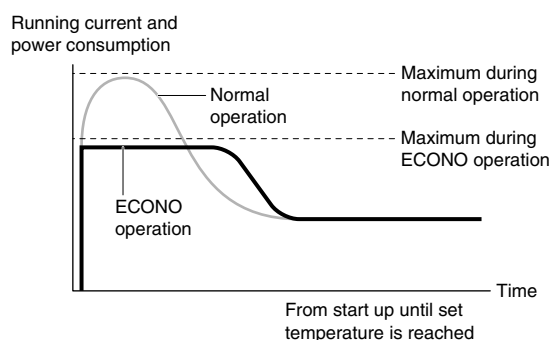 Running current and
power consumption
Maximum during
normal operation
Normal
operation
Maximum during
ECONO operation
ECONO
operation
Time
From start up until set
temperature is reached